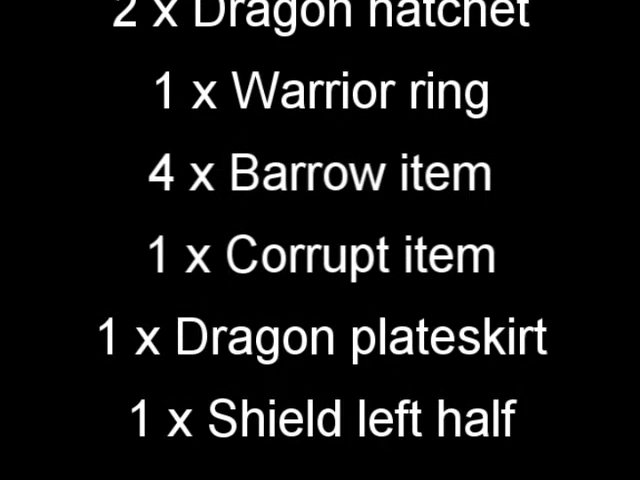 2 x Dragon hatchet
1 x Warrior ring
4 x Barrow item
1 x Corrupt item
1 x Dragon plateskirt
1 x Shield left half